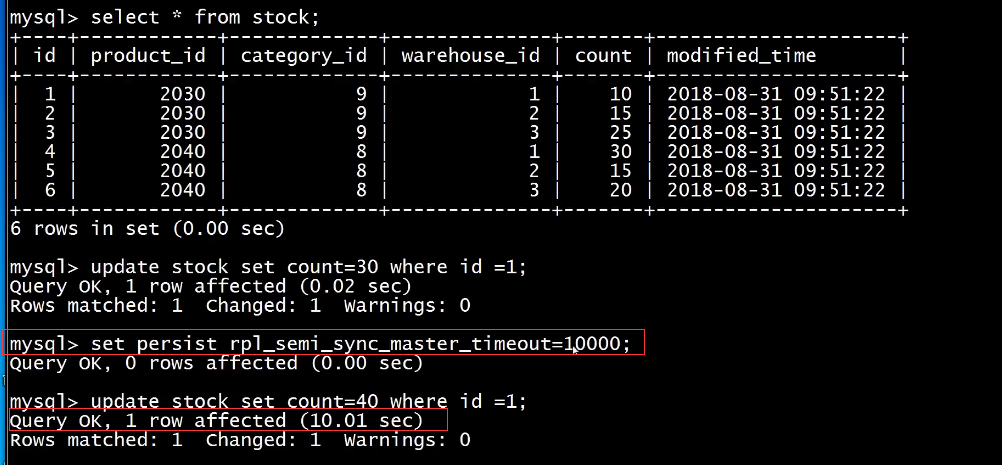 mysql> select * from stock;
+----+------------+-------------+--------------+-------+---------------------+
| id | product_id | category_id | warehouse_id | count | modified_time       |
+----+------------+-------------+--------------+-------+---------------------+
|  1 |       2030 |           9 |            1 |    10 | 2018-08-31 09:51:22 |
|  2 |       2030 |           9 |            2 |    15 | 2018-08-31 09:51:22 |
|  3 |       2030 |           9 |            3 |    25 | 2018-08-31 09:51:22 |
|  4 |       2040 |           8 |            1 |    30 | 2018-08-31 09:51:22 |
|  5 |       2040 |           8 |            2 |    15 | 2018-08-31 09:51:22 |
|  6 |       2040 |           8 |            3 |    20 | 2018-08-31 09:51:22 |
+----+------------+-------------+--------------+-------+---------------------+
6 rows in set (0.00 sec)
mysql> update stock set count=30 where id =1;
Query OK, 1 row affected (0.02 sec)
Rows matched: 1  Changed: 1  Warnings: 0
mysql> set persist rpl_semi_sync_master_timeout=10000;
Query OK, 0 rows affected (0.00 sec)
mysql> update stock set count=40 where id =1;
Query OK, 1 row affected (10.01 sec)
Rows matched: 1  Changed: 1  Warnings: 0